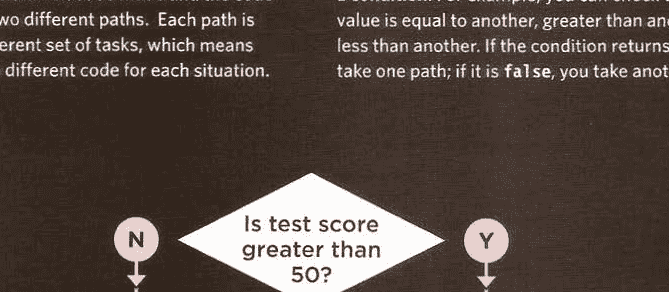 wo different paths. Each path is
erent set of tasks, which means
different code for each situation.
value is equal to another, greater than
less than another. If the condition returns
take one path; if it is false, you take
Is test score
greater than
50?
N
Y